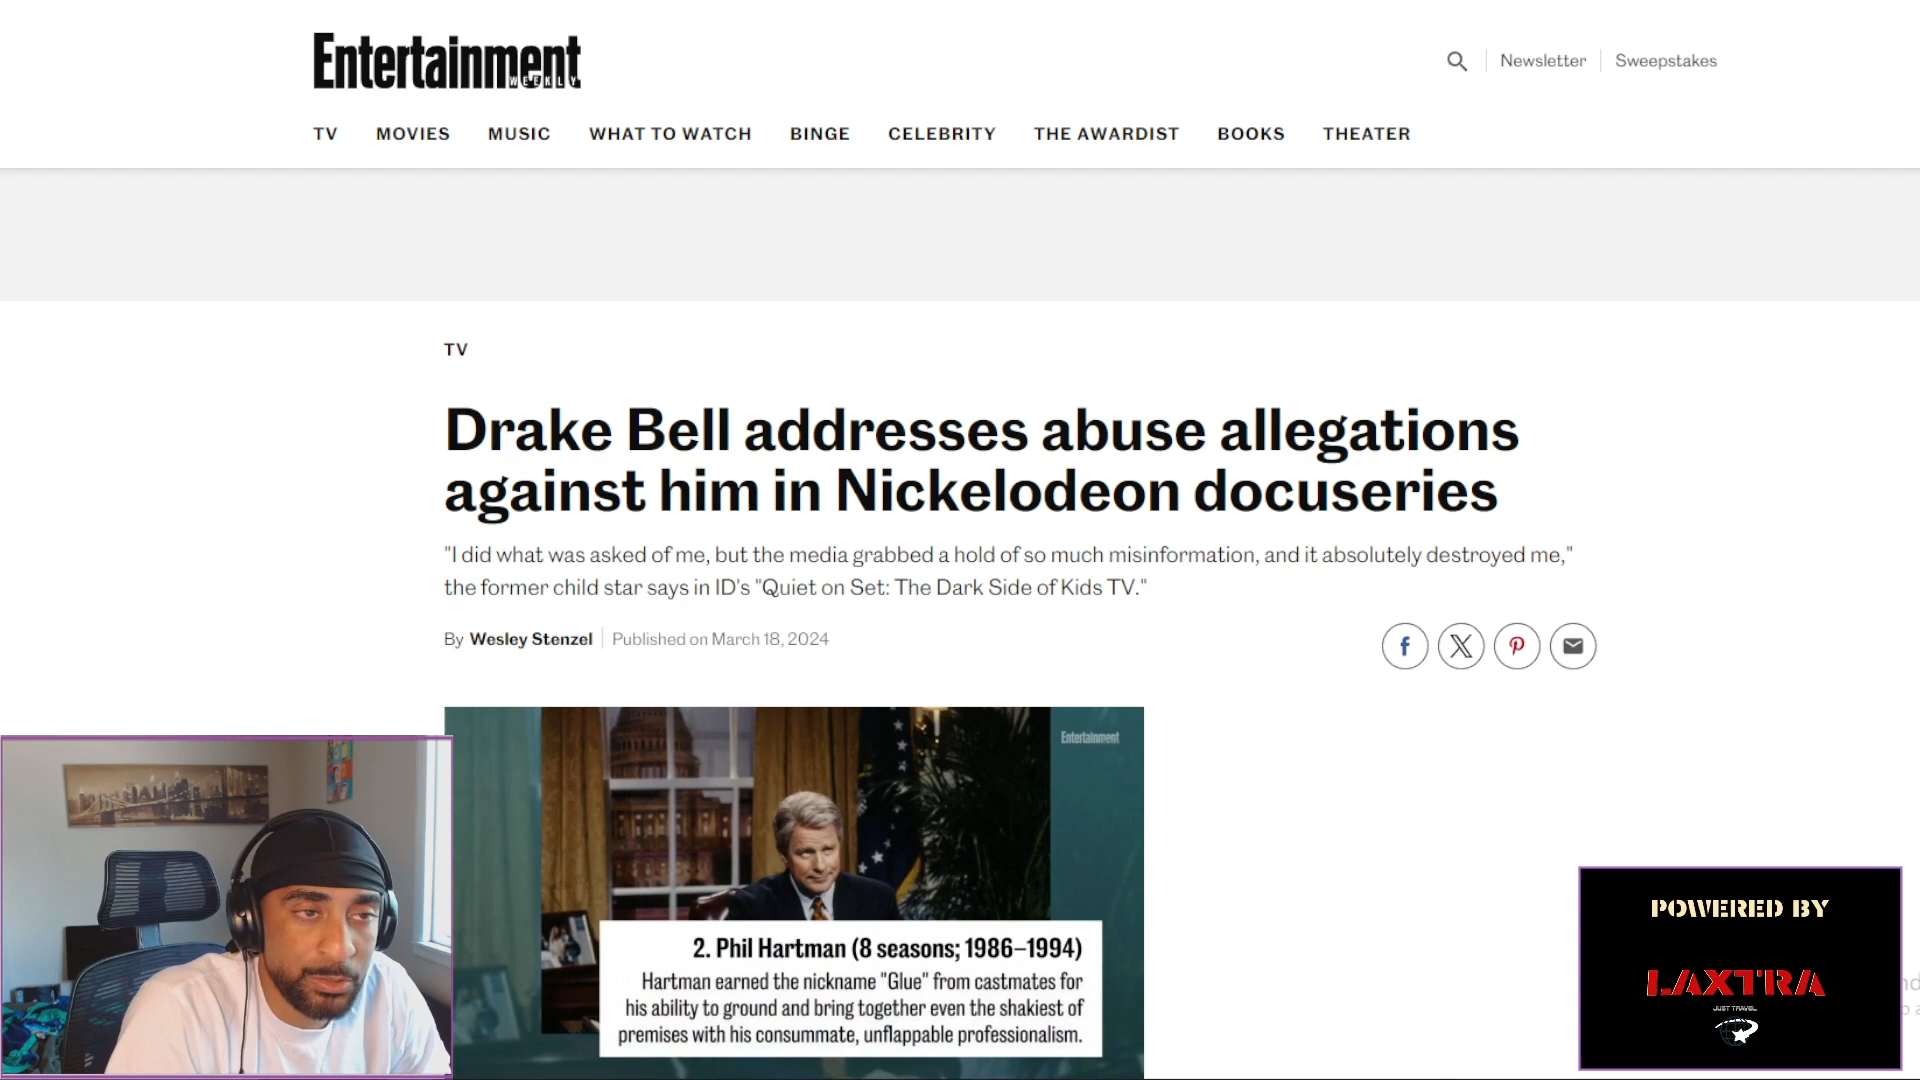 Entertainment
WEEKLY
Newsletter
Sweepstakes
TV
MOVIES
MUSIC
WHAT TO WATCH
BINGE
CELEBRITY
THE AWARDIST
BOOKS
THEATER
TV
Drake Bell addresses abuse allegations
against him in Nickelodeon docuseries
"I did what was asked of me, but the media grabbed a hold of so much misinformation, and it absolutely destroyed me,"
the former child star says in ID's "Quiet on Set: The Dark Side of Kids TV."
By Wesley Stenzel
Published on March 18, 2024
Entertainment
2. Phil Hartman (8 seasons; 1986–1994)
Hartman earned the nickname "Glue" from castmates for
his ability to ground and bring together even the shakiest of
premises with his consummate, unflappable professionalism.
POWERED BY
LAXTRA
JUST TRAVEL